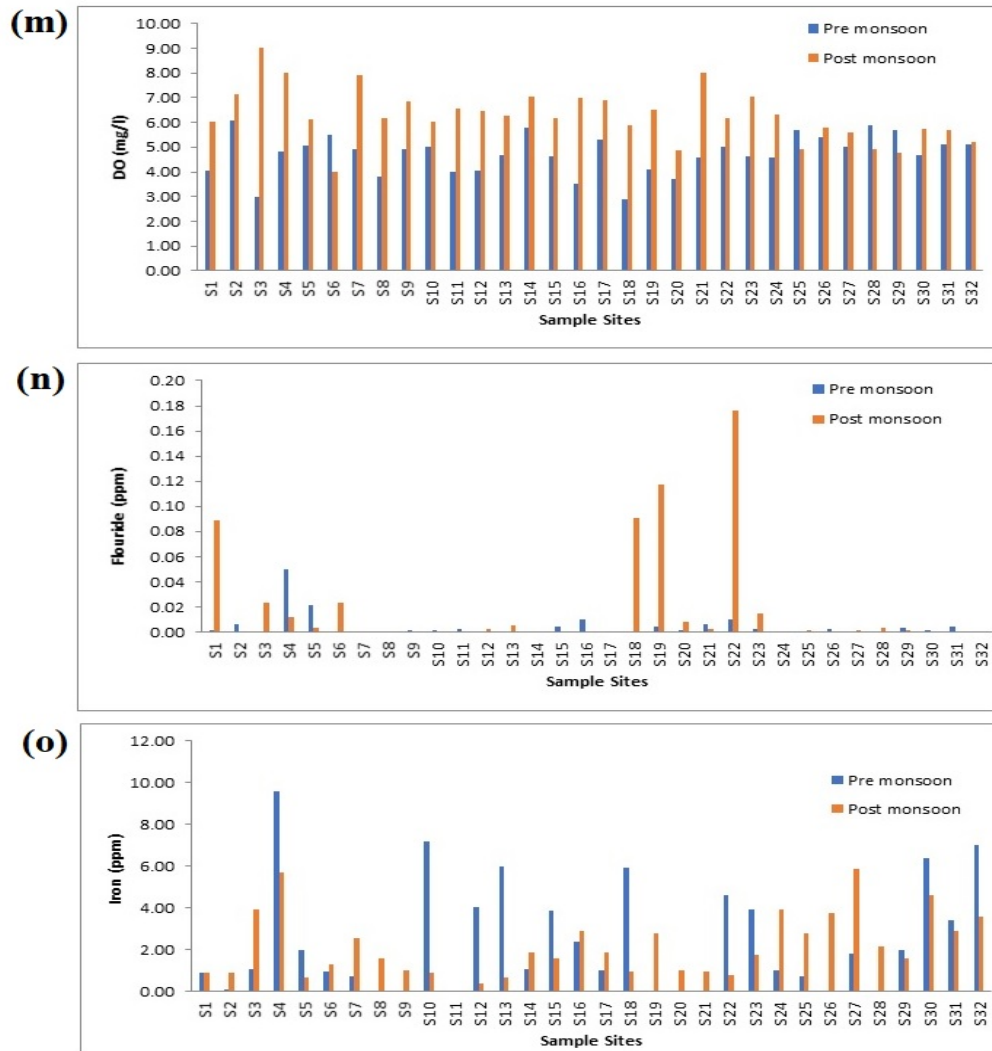 (m)
10.00
9.00
8.00
7.00
6.00
5.00
4.00
3.00
2.00
1.00
0.00
DO (mg/l)
Pre monsoon
Post monsoon
S1 S2 S3 S4 S5 S6 S7 S8 S9 S10 S11 S12 S13 S14 S15 S16 S17 S18 S19 S20 S21 S22 S23 S24 S25 S26 S27 S28 S29 S30 S31 S32
Sample Sites
(n)
0.20
0.18
0.16
0.14
0.12
0.10
0.08
0.06
0.04
0.02
0.00
Flouride (ppm)
Pre monsoon
Post monsoon
S1 S2 S3 S4 S5 S6 S7 S8 S9 S10 S11 S12 S13 S14 S15 S16 S17 S18 S19 S20 S21 S22 S23 S24 S25 S26 S27 S28 S29 S30 S31 S32
Sample Sites
(o)
12.00
10.00
8.00
6.00
4.00
2.00
0.00
Iron (ppm)
Pre monsoon
Post monsoon
S1 S2 S3 S4 S5 S6 S7 S8 S9 S10 S11 S12 S13 S14 S15 S16 S17 S18 S19 S20 S21 S22 S23 S24 S25 S26 S27 S28 S29 S30 S31 S32
Sample Sites